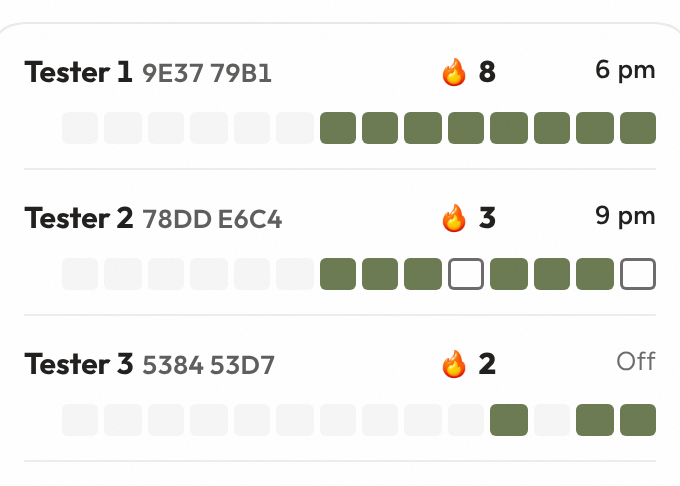 Tester 1 9E37 79B1 🔥 8 6 pm
Tester 2 78DD E6C4 🔥 3 9 pm
Tester 3 5384 53D7 🔥 2 Off